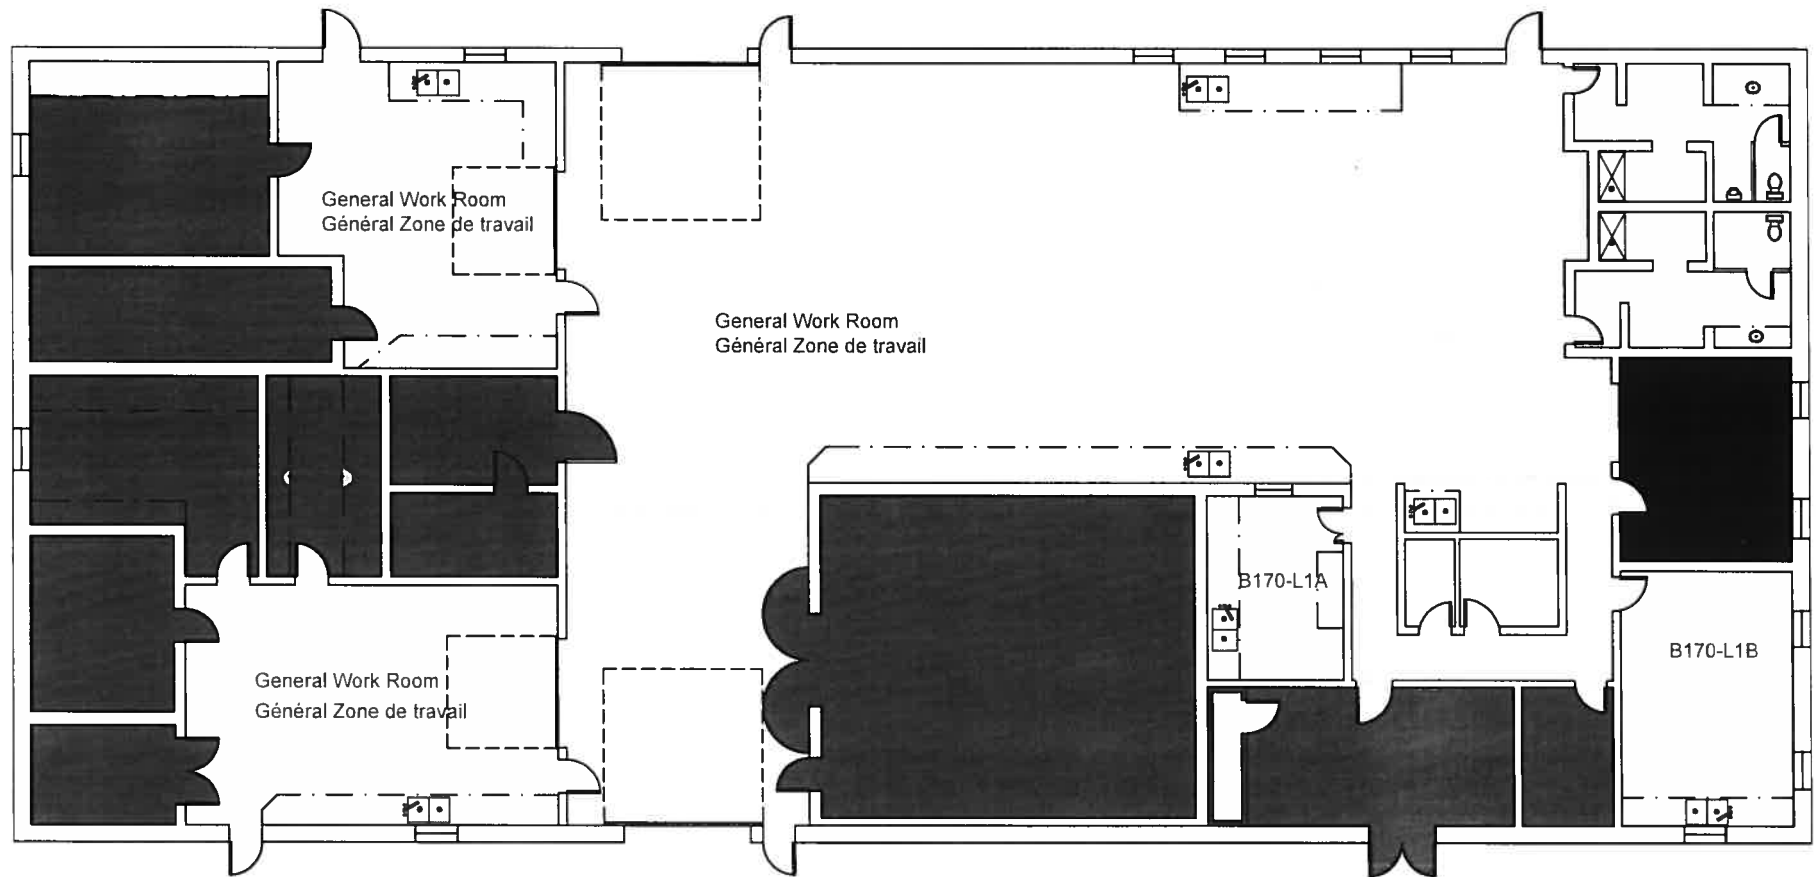 General Work Room
Général Zone de travail
General Work Room
Général Zone de travail
B170-L1A
B170-L1B
General Work Room
Général Zone de travail